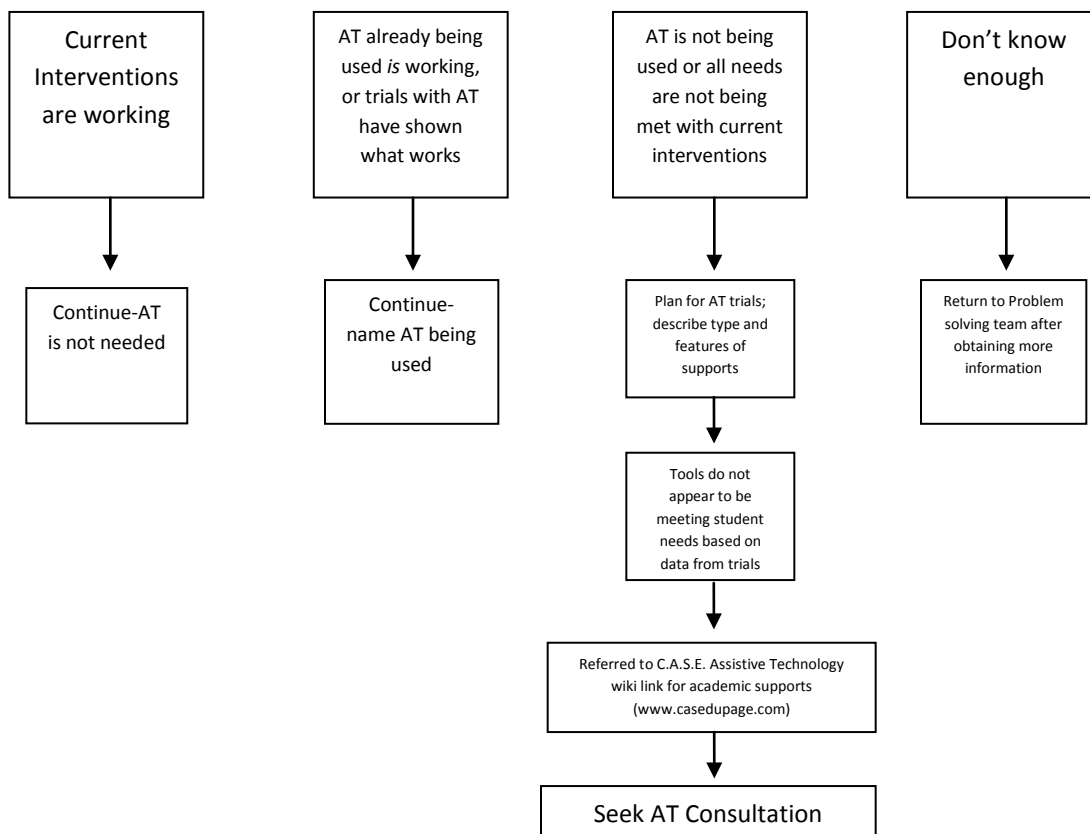 Current
Interventions
are working
AT already being
used is working,
or trials with AT
have shown
what works
AT is not being
used or all needs
are not being
met with current
interventions
Don’t know
enough
Continue-AT
is not needed
Continue-
name AT being
used
Plan for AT trials;
describe type and
features of
supports
Return to Problem
solving team after
obtaining more
information
Tools do not
appear to be
meeting student
needs based on
data from trials
Referred to C.A.S.E. Assistive Technology
wiki link for academic supports
(www.casedupage.com)
Seek AT Consultation